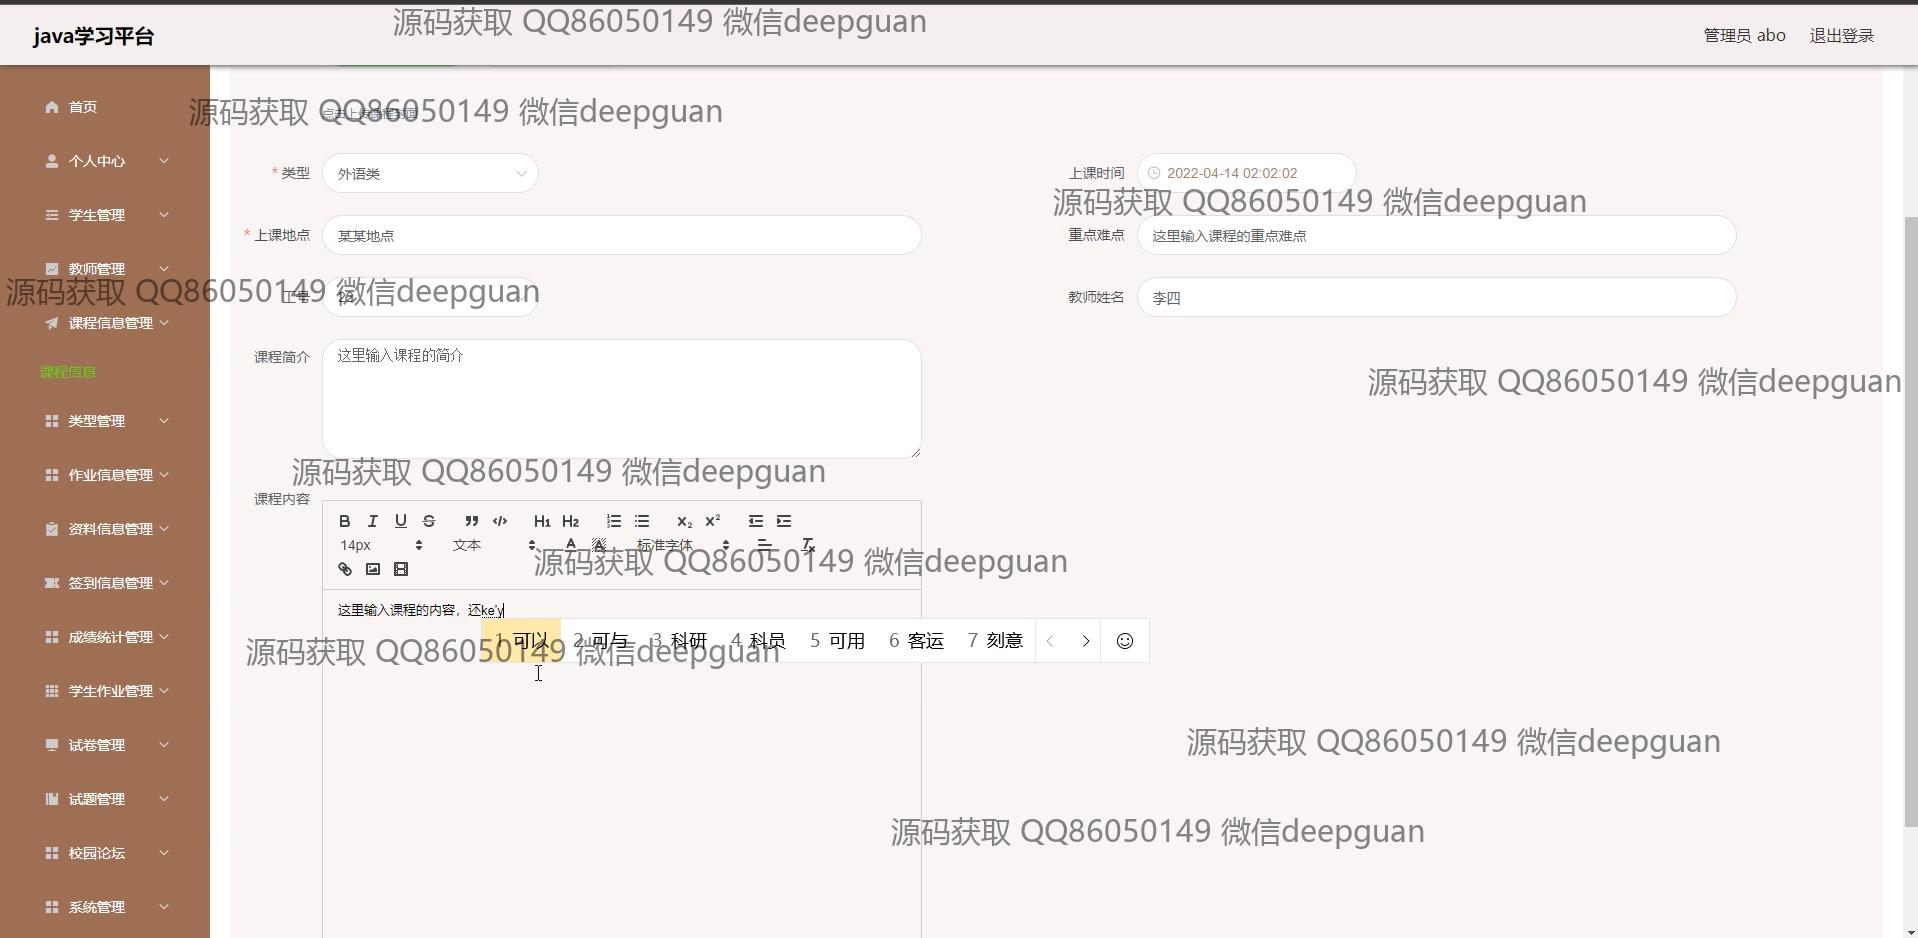 java学习平台
源码获取 QQ86050149 微信deepguan
管理员 abo
退出登录
首页
源码获取 QQ86050149 微信deepguan
点击上传课程封面
个人中心
* 类型
外语类
上课时间
2022-04-14 02:02:02
源码获取 QQ86050149 微信deepguan
学生管理
* 上课地点
某某地点
重点难点
这里输入课程的重点难点
教师管理
源码获取 QQ86050149 微信deepguan
工号
教师姓名
李四
课程信息管理
课程简介
这里输入课程的简介
课程信息
源码获取 QQ86050149 微信deepguan
类型管理
作业信息管理
源码获取 QQ86050149 微信deepguan
课程内容
资料信息管理
B I U S H1 H2 x2 x2
14px
文本
A
标准字体
源码获取 QQ86050149 微信deepguan
签到信息管理
这里输入课程的内容，还ke'y
成绩统计管理
1 可以 2 可与 3 科研 4 科员 5 可用 6 客运 7 刻意
源码获取 QQ86050149 微信deepguan
学生作业管理
试卷管理
源码获取 QQ86050149 微信deepguan
试题管理
源码获取 QQ86050149 微信deepguan
校园论坛
系统管理